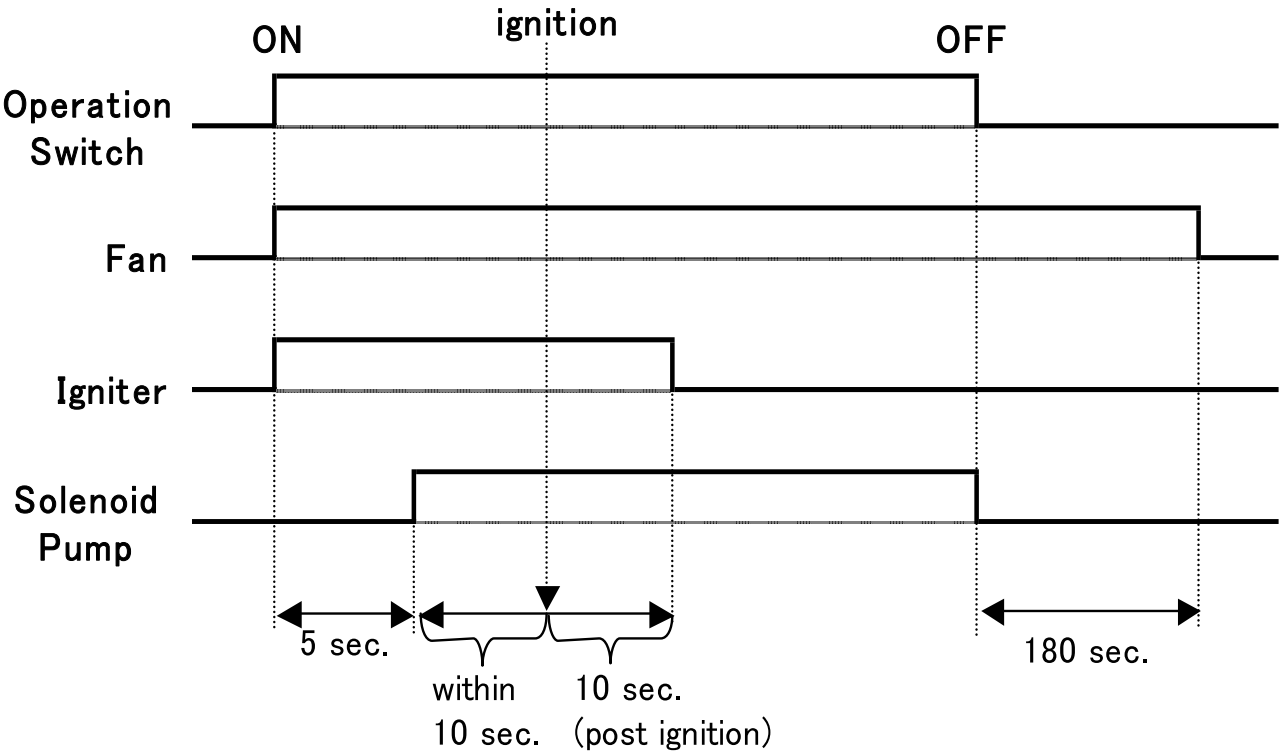 ignition
ON
OFF
Operation
Switch
Fan
Igniter
Solenoid
Pump
5 sec.
180 sec.
within
10 sec.
10 sec.
(post ignition)